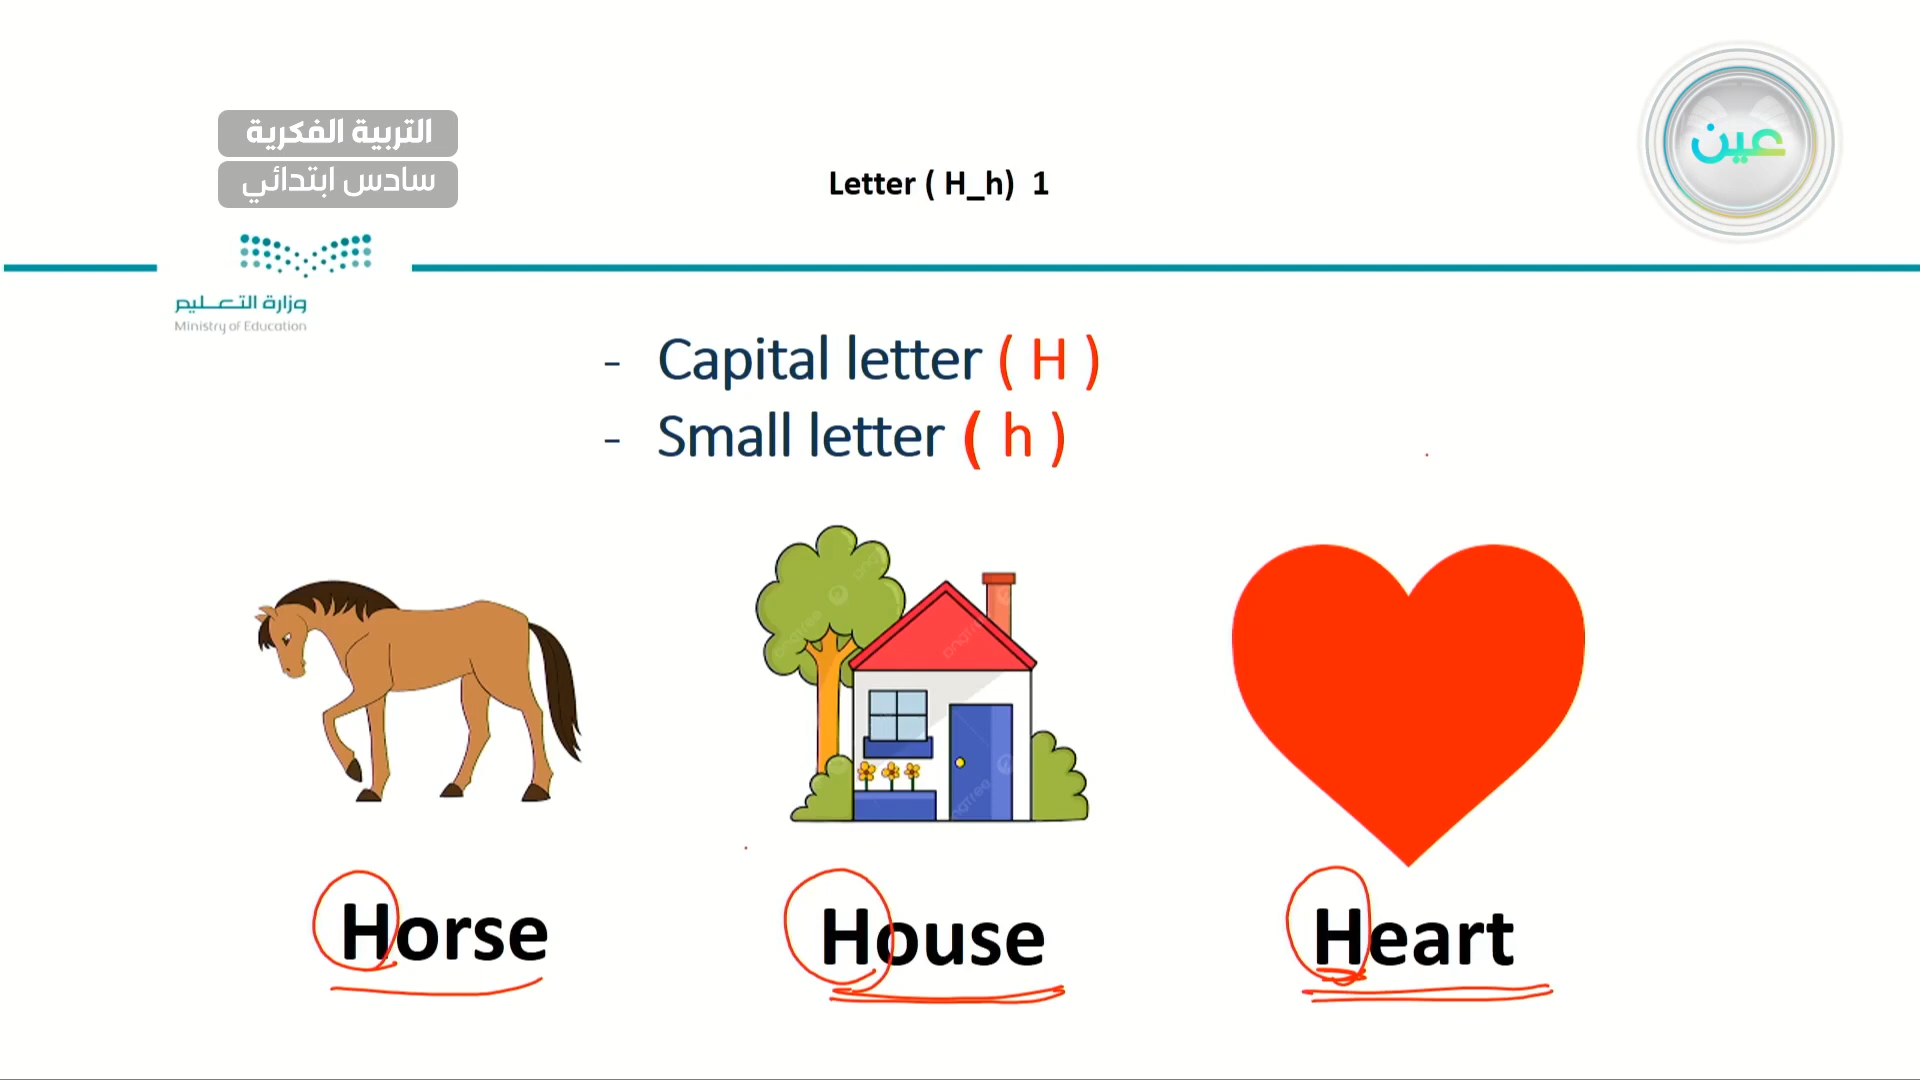 التربية الفكرية
سادس ابتدائي
عين
Letter ( H_h) 1
وزارة التعليم
Ministry of Education
- Capital letter ( H )
- Small letter ( h )
Horse
House
Heart